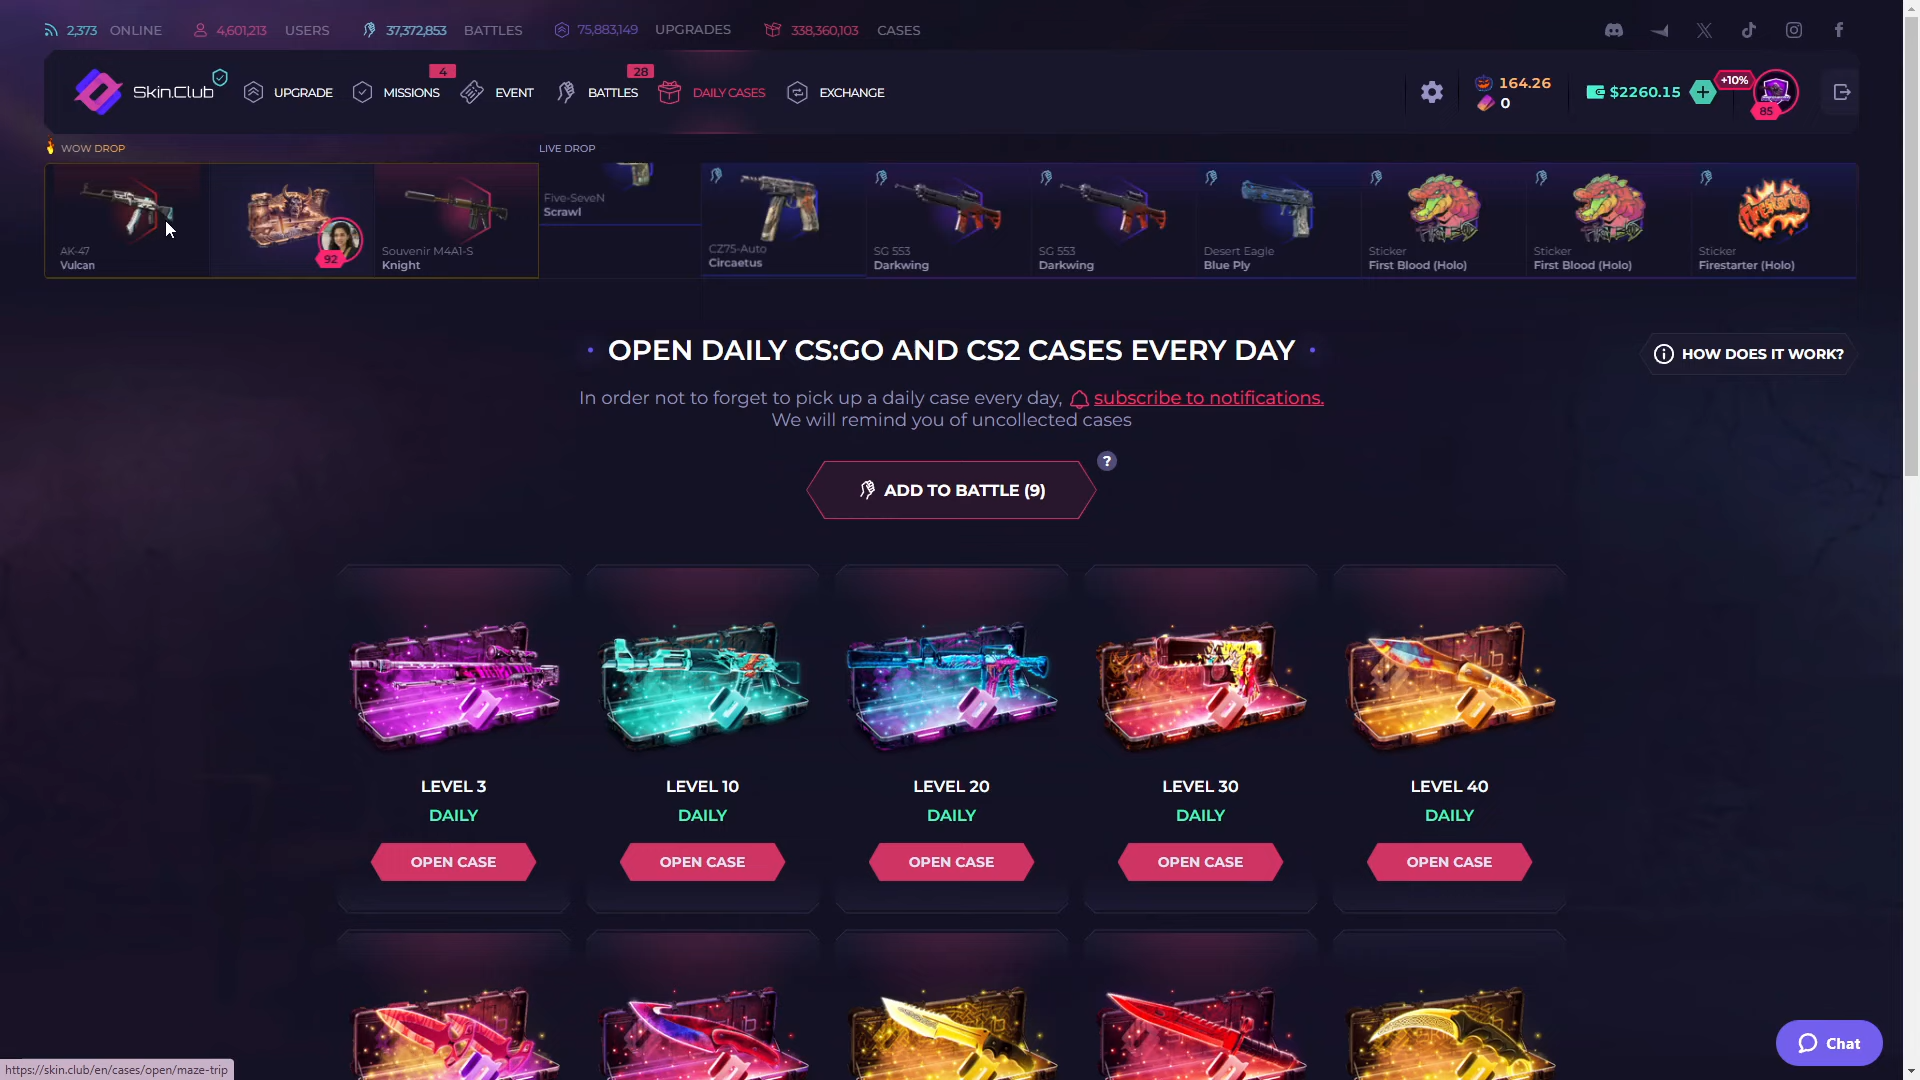 2,373 ONLINE 4,601,213 USERS 37,372,853 BATTLES 75,883,149 UPGRADES 338,360,103 CASES
Skin.Club UPGRADE MISSIONS 4 EVENT BATTLES 28 DAILY CASES EXCHANGE 164.26 0 $2260.15 + +10% 85
WOW DROP LIVE DROP
AK-47
Vulcan
92
Souvenir M4A1-S
Knight
Five-SeveN
Scrawl
CZ75-Auto
Circaetus
SG 553
Darkwing
SG 553
Darkwing
Desert Eagle
Blue Ply
Sticker
First Blood (Holo)
Sticker
First Blood (Holo)
Sticker
Firestarter (Holo)
OPEN DAILY CS:GO AND CS2 CASES EVERY DAY
HOW DOES IT WORK?
In order not to forget to pick up a daily case every day, subscribe to notifications.
We will remind you of uncollected cases
?
ADD TO BATTLE (9)
LEVEL 3
DAILY
OPEN CASE
LEVEL 10
DAILY
OPEN CASE
LEVEL 20
DAILY
OPEN CASE
LEVEL 30
DAILY
OPEN CASE
LEVEL 40
DAILY
OPEN CASE
Chat
https://skin.club/en/cases/open/maze-trip